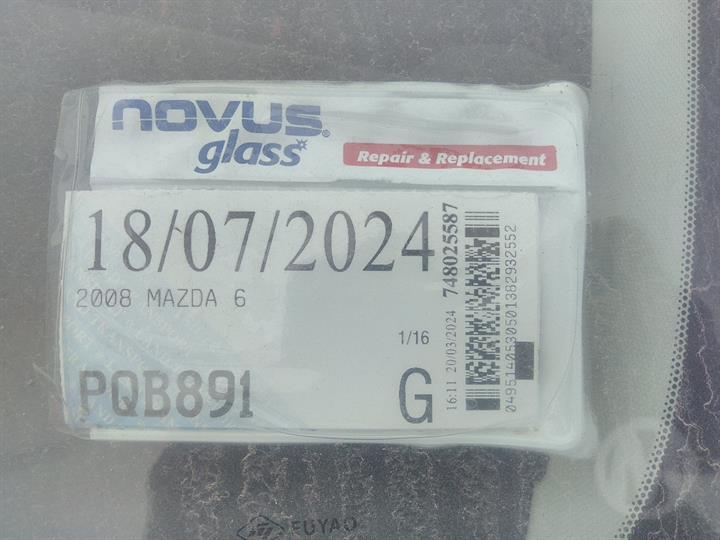 novus®
glass
Repair & Replacement
18/07/2024
2008 MAZDA 6
1/16
PQB891
G
16:11 20/03/2024 748025587
0495140530501382932552
FUYAO